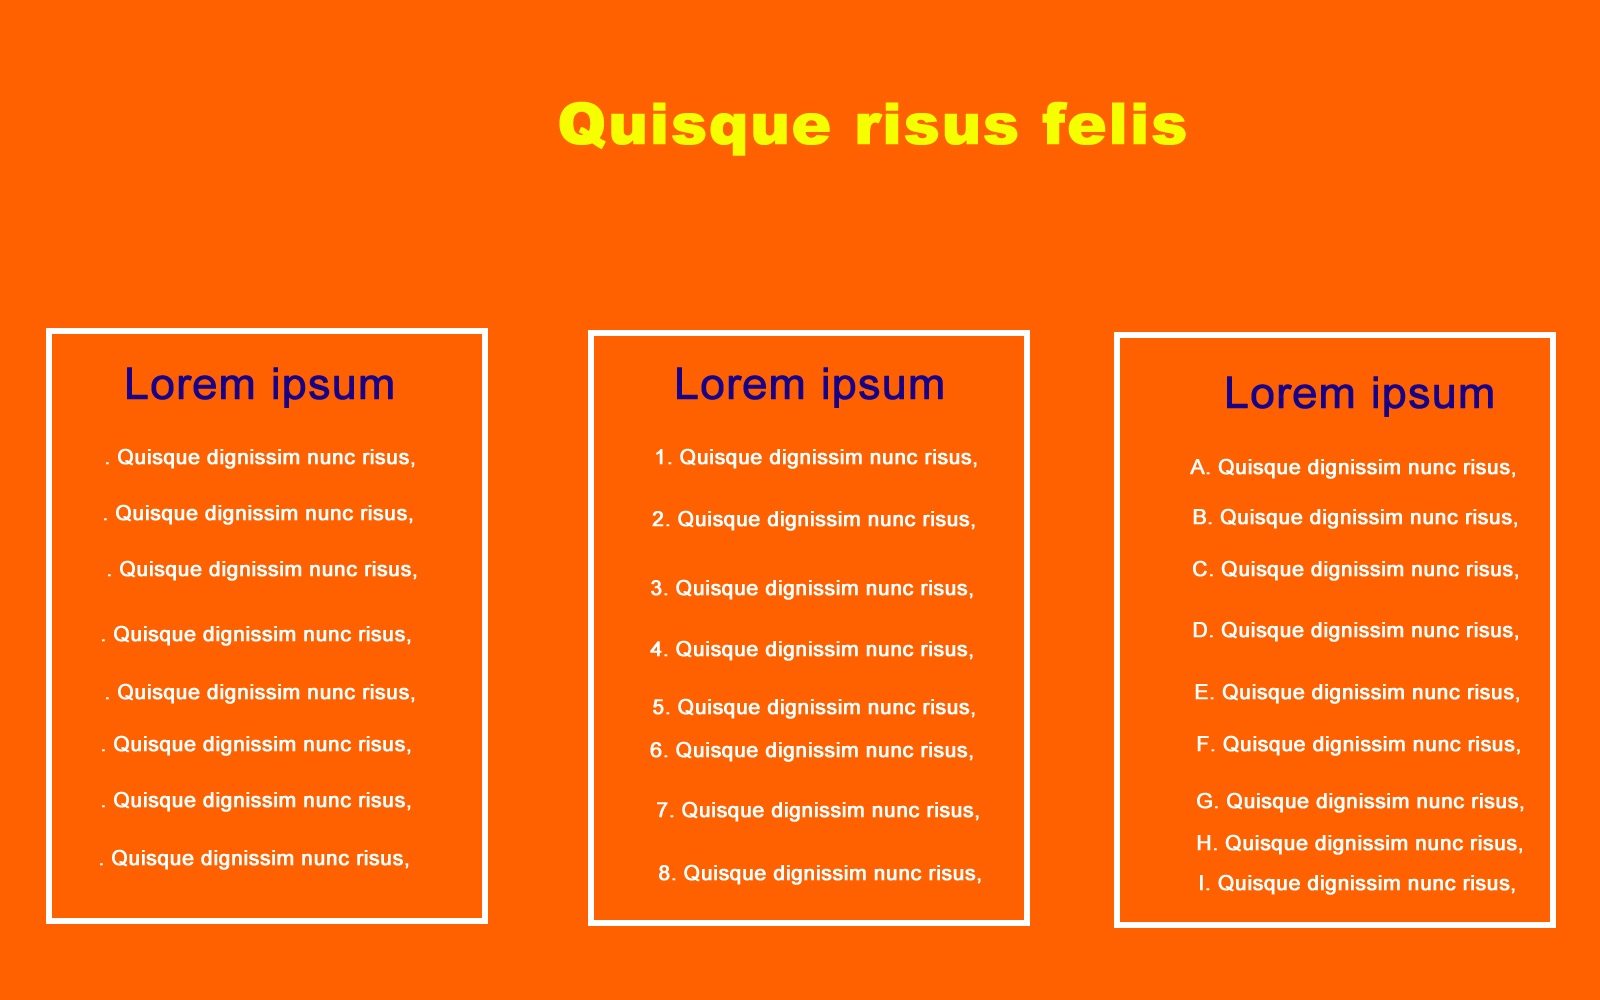 Quisque risus felis
Lorem ipsum
. Quisque dignissim nunc risus,
. Quisque dignissim nunc risus,
. Quisque dignissim nunc risus,
. Quisque dignissim nunc risus,
. Quisque dignissim nunc risus,
. Quisque dignissim nunc risus,
. Quisque dignissim nunc risus,
. Quisque dignissim nunc risus,
Lorem ipsum
1. Quisque dignissim nunc risus,
2. Quisque dignissim nunc risus,
3. Quisque dignissim nunc risus,
4. Quisque dignissim nunc risus,
5. Quisque dignissim nunc risus,
6. Quisque dignissim nunc risus,
7. Quisque dignissim nunc risus,
8. Quisque dignissim nunc risus,
Lorem ipsum
A. Quisque dignissim nunc risus,
B. Quisque dignissim nunc risus,
C. Quisque dignissim nunc risus,
D. Quisque dignissim nunc risus,
E. Quisque dignissim nunc risus,
F. Quisque dignissim nunc risus,
G. Quisque dignissim nunc risus,
H. Quisque dignissim nunc risus,
I. Quisque dignissim nunc risus,